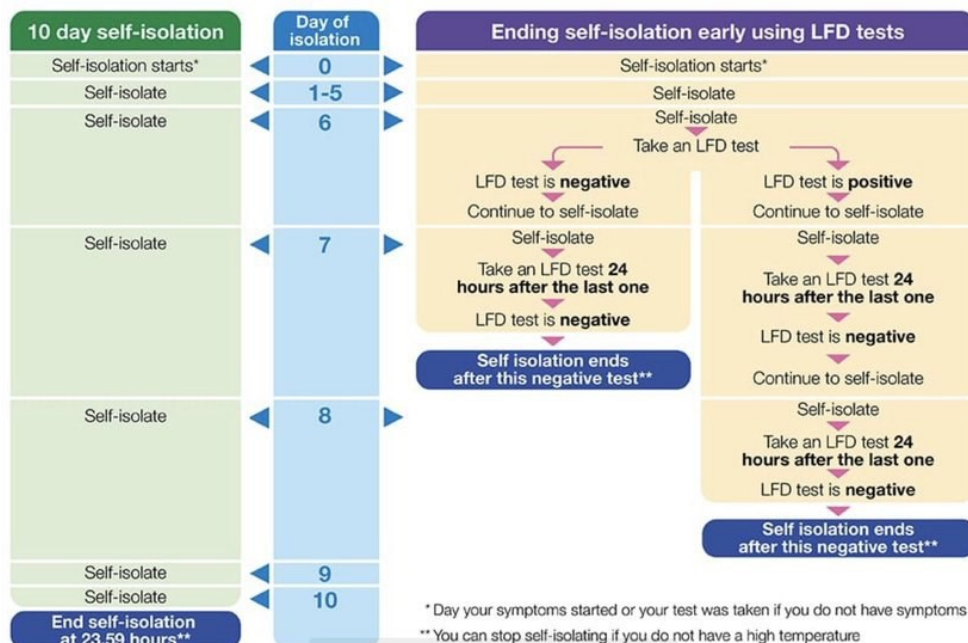 10 day self-isolation
Day of
isolation
Ending self-isolation early using LFD tests
Self-isolation starts*
0
Self-isolation starts*
Self-isolate
1-5
Self-isolate
Self-isolate
6
Self-isolate
Take an LFD test
LFD test is negative
Continue to self-isolate
LFD test is positive
Continue to self-isolate
Self-isolate
7
Self-isolate
Take an LFD test 24
hours after the last one
LFD test is negative
Self isolation ends
after this negative test**
Self-isolate
Take an LFD test 24
hours after the last one
LFD test is negative
Continue to self-isolate
Self-isolate
8
Self-isolate
Take an LFD test 24
hours after the last one
LFD test is negative
Self isolation ends
after this negative test**
Self-isolate
9
Self-isolate
10
End self-isolation
at 23.59 hours**
* Day your symptoms started or your test was taken if you do not have symptoms
** You can stop self-isolating if you do not have a high temperature